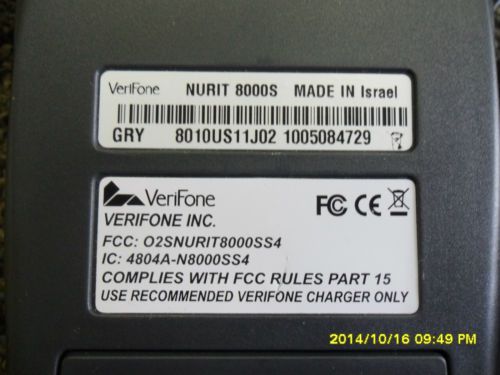 VeriFone NURIT 8000S MADE IN Israel
GRY 8010US11J02 1005084729
VeriFone
FC CE
VERIFONE INC.
FCC: O2SNURIT8000SS4
IC: 4804A-N8000SS4
COMPLIES WITH FCC RULES PART 15
USE RECOMMENDED VERIFONE CHARGER ONLY
2014/10/16 09:49 PM